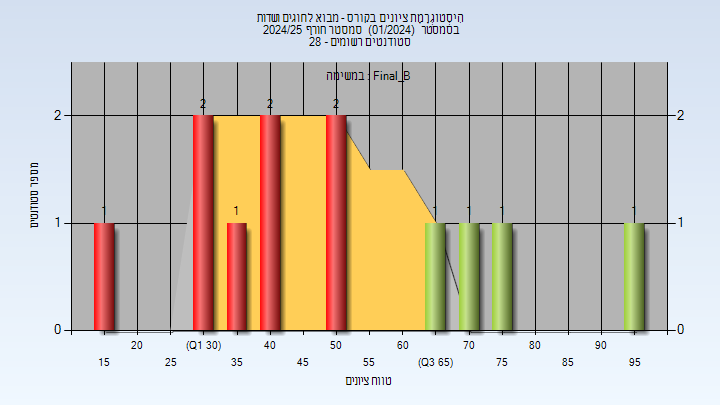 היסטוגרמת ציונים בקורס - מבוא לחוגים ושדות
בסמסטר (01/2024) סמסטר חורף 2024/25
סטודנטים רשומים - 28
במשימה : Final_B
מספר סטודנטים
2 2 2 2 2
1 1 1 1 1 1 1 1
0 0
20 (Q1 30) 40 50 60 70 80 90
15 25 35 45 55 (Q3 65) 75 85 95
טווח ציונים